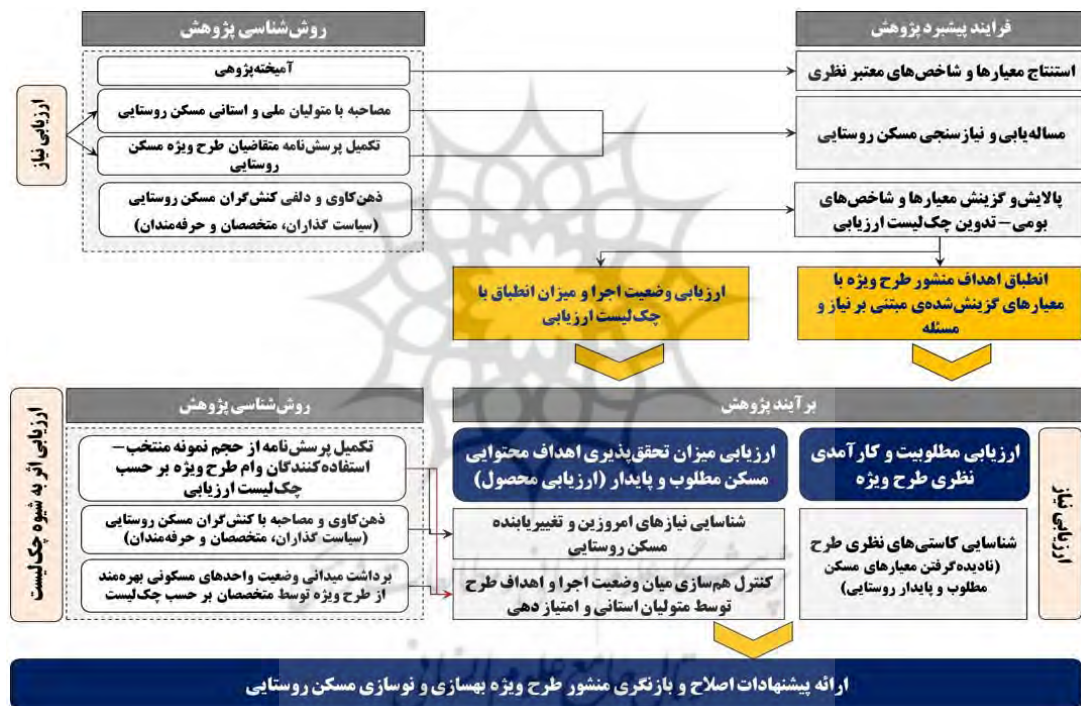 فرایند پیشبرد پژوهش
روش‌شناسی پژوهش
استنتاج معیارها و شاخص‌های معتبر نظری
آمیخته‌پژوهی
مساله‌یابی و نیازسنجی مسکن روستایی
مصاحبه با متولیان ملی و استانی مسکن روستایی
تکمیل پرسش‌نامه متقاضیان طرح ویژه مسکن
روستایی
ارزیابی نیاز
پالایش و گزینش معیارها و شاخص‌های
بومی – تدوین چک‌لیست ارزیابی
ذهن‌کاوی و دلفی کنش‌گران مسکن روستایی
(سیاست گذاران، متخصصان و حرفه‌مندان)
انطباق اهداف منشور طرح ویژه با
معیارهای گزینش‌شده‌ی مبتنی بر نیاز و
مسئله
ارزیابی وضعیت اجرا و میزان انطباق با
چک‌لیست ارزیابی
برآیند پژوهش
روش‌شناسی پژوهش
ارزیابی نیاز
ارزیابی مطلوبیت و کارآمدی
نظری طرح ویژه
ارزیابی میزان تحقق‌پذیری اهداف محتوایی
مسکن مطلوب و پایدار (ارزیابی محصول)
تکمیل پرسش‌نامه از حجم نمونه منتخب –
استفاده‌کنندگان وام طرح ویژه بر حسب
چک‌لیست ارزیابی
شناسایی کاستی‌های نظری طرح
(نادیده‌گرفتن معیارهای مسکن
مطلوب و پایدار روستایی)
شناسایی نیازهای امروزین و تغییریابنده
مسکن روستایی
ذهن‌کاوی و مصاحبه با کنش‌گران مسکن روستایی
(سیاست گذاران، متخصصان و حرفه‌مندان)
کنترل هم‌سازی میان وضعیت اجرا و اهداف طرح
توسط متولیان استانی و امتیاز دهی
برداشت میدانی وضعیت واحدهای مسکونی بهره‌مند
از طرح ویژه توسط متخصصان بر حسب چک‌لیست
ارزیابی اثر به شیوه چک‌لیست
ارائه پیشنهادات اصلاح و بازنگری منشور طرح ویژه بهسازی و نوسازی مسکن روستایی